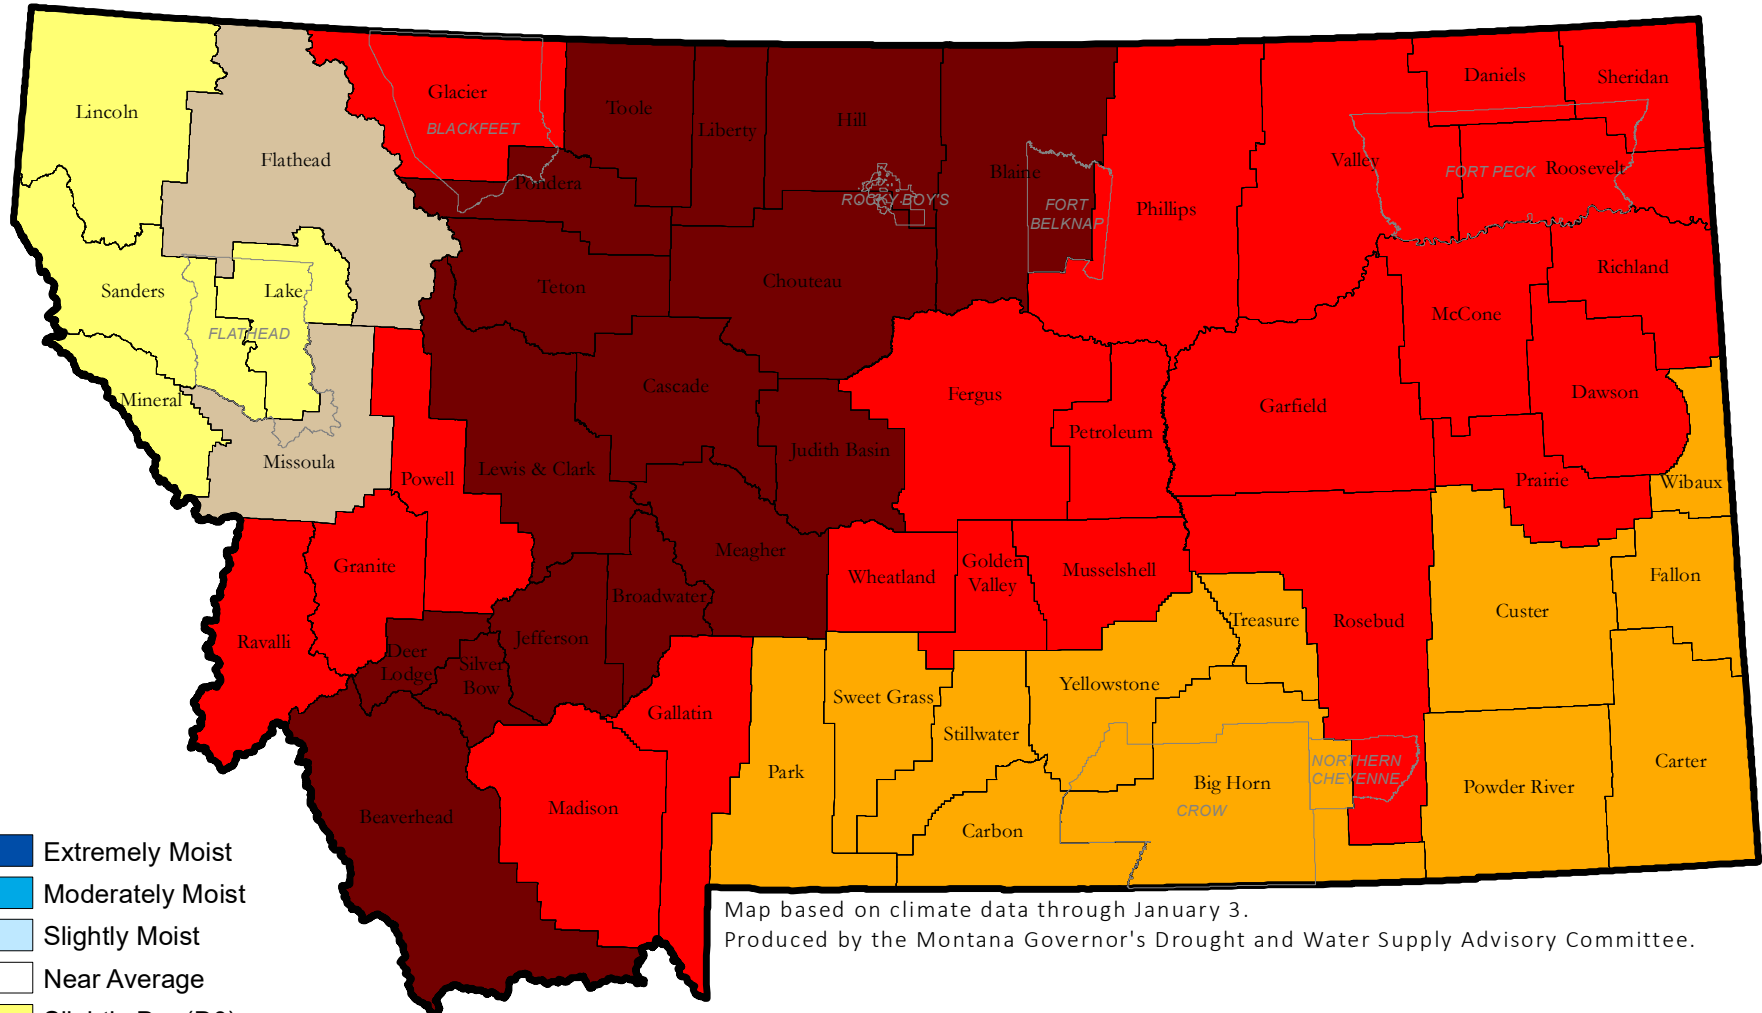 Lincoln
Flathead
Glacier
BLACKFEET
Toole
Liberty
Hill
Blaine
Phillips
Valley
Daniels
Sheridan
FORT PECK
Roosevelt
Pondera
ROCKY BOY'S
FORT
BELKNAP
Sanders
Lake
FLATHEAD
Teton
Chouteau
McCone
Richland
Mineral
Missoula
Powell
Lewis & Clark
Cascade
Judith Basin
Fergus
Petroleum
Garfield
Dawson
Prairie
Wibaux
Ravalli
Granite
Deer
Lodge
Silver
Bow
Jefferson
Broadwater
Meagher
Wheatland
Golden
Valley
Musselshell
Treasure
Rosebud
Custer
Fallon
Beaverhead
Madison
Gallatin
Park
Sweet Grass
Stillwater
Yellowstone
Carbon
Big Horn
CROW
NORTHERN
CHEYENNE
Powder River
Carter
Extremely Moist
Moderately Moist
Slightly Moist
Near Average
Map based on climate data through January 3.
Produced by the Montana Governor's Drought and Water Supply Advisory Committee.